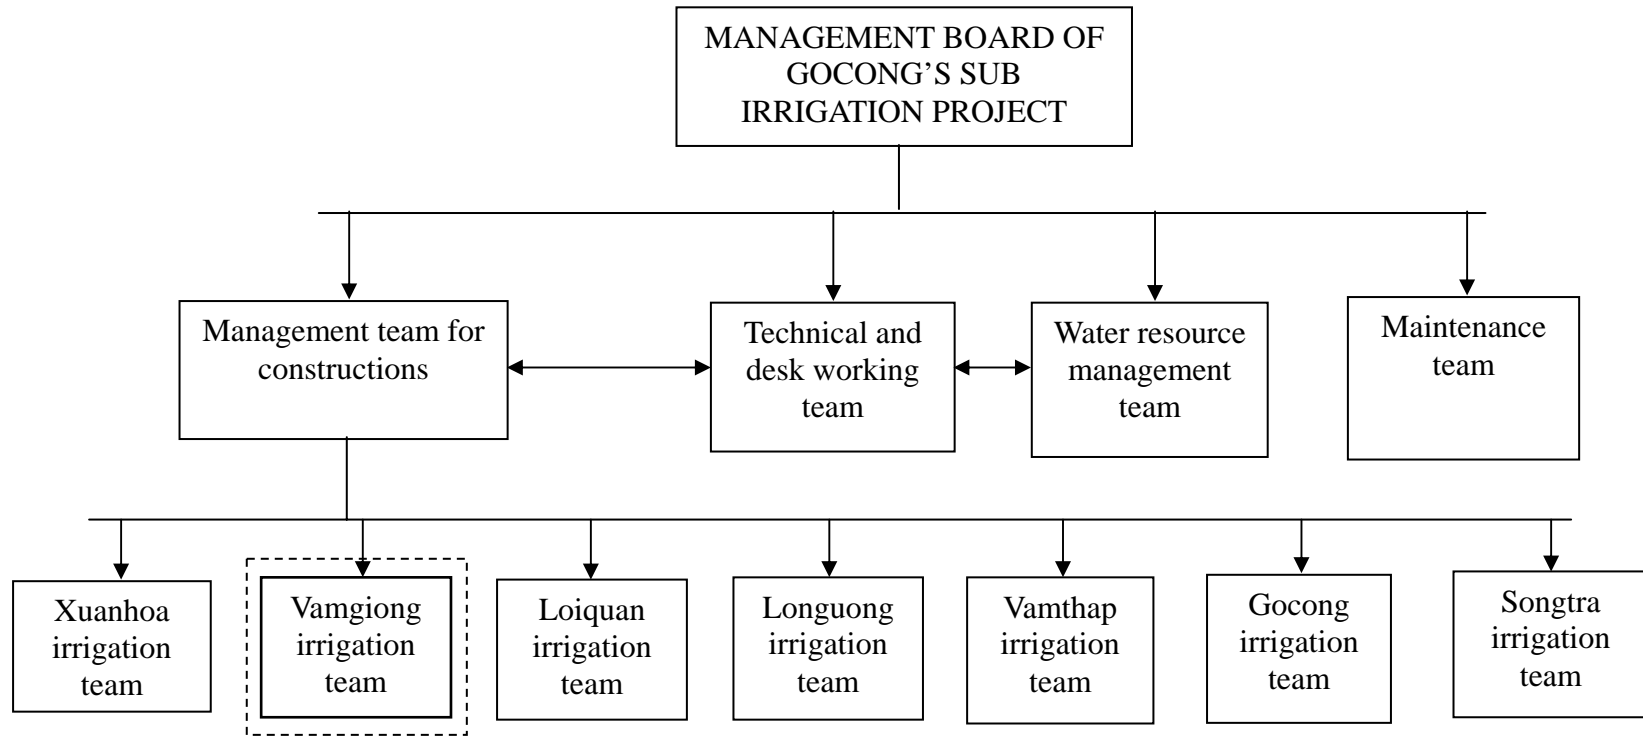 MANAGEMENT BOARD OF
GOCONG’S SUB
IRRIGATION PROJECT
Management team for
constructions
Technical and
desk working
team
Water resource
management
team
Maintenance
team
Xuanhoa
irrigation
team
Vamgiong
irrigation
team
Loiquan
irrigation
team
Longuong
irrigation
team
Vamthap
irrigation
team
Gocong
irrigation
team
Songtra
irrigation
team